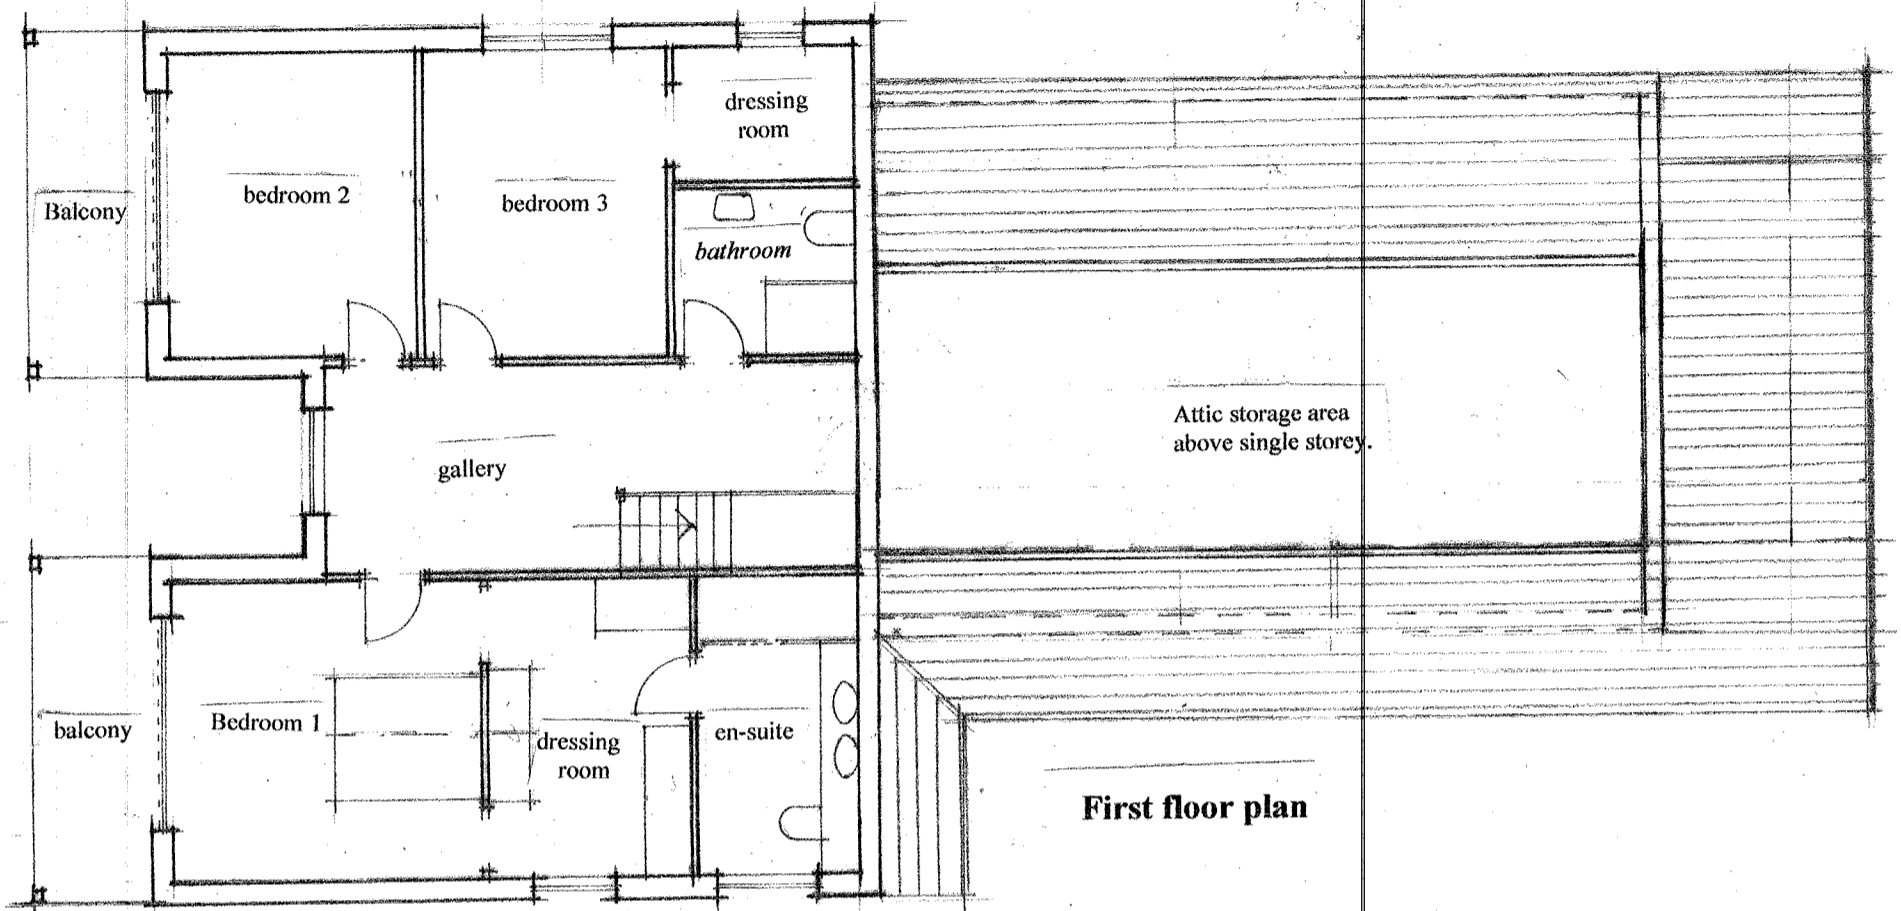 dressing
room
bedroom 2
bedroom 3
Balcony
bathroom
Attic storage area
above single storey.
gallery
Bedroom 1
balcony
dressing
room
en-suite
First floor plan